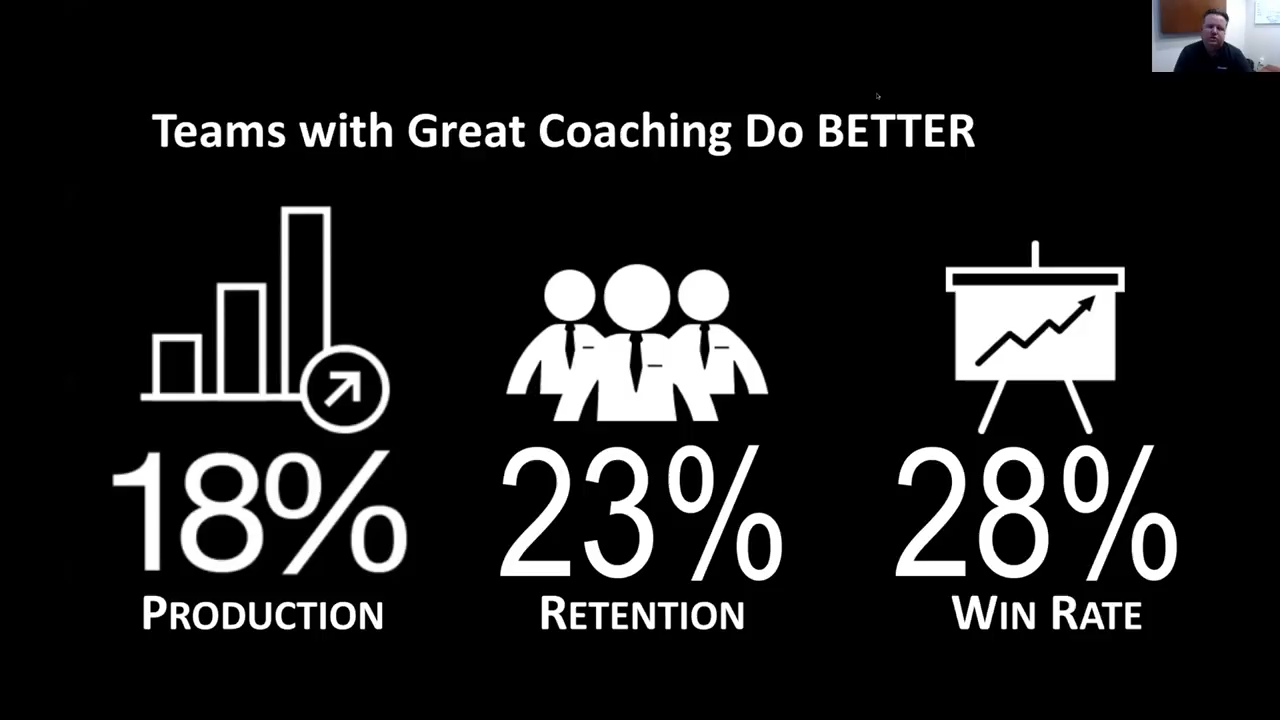 Teams with Great Coaching Do BETTER
18%
23%
28%
PRODUCTION
RETENTION
WIN RATE